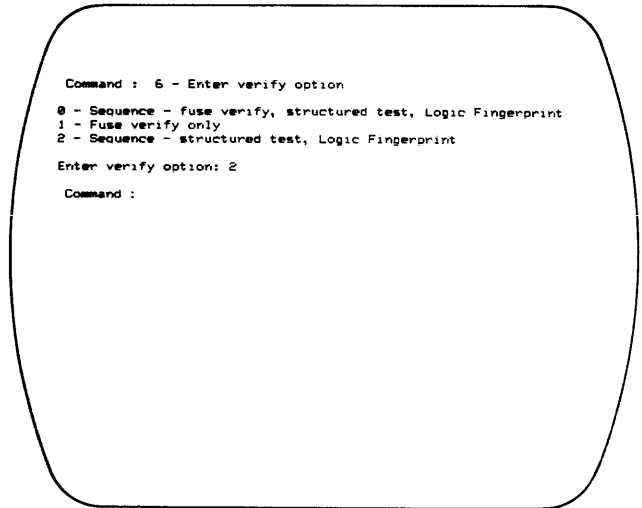 Command : 6 - Enter verify option
0 - Sequence - fuse verify, structured test, Logic Fingerprint
1 - Fuse verify only
2 - Sequence - structured test, Logic Fingerprint
Enter verify option: 2
Command :